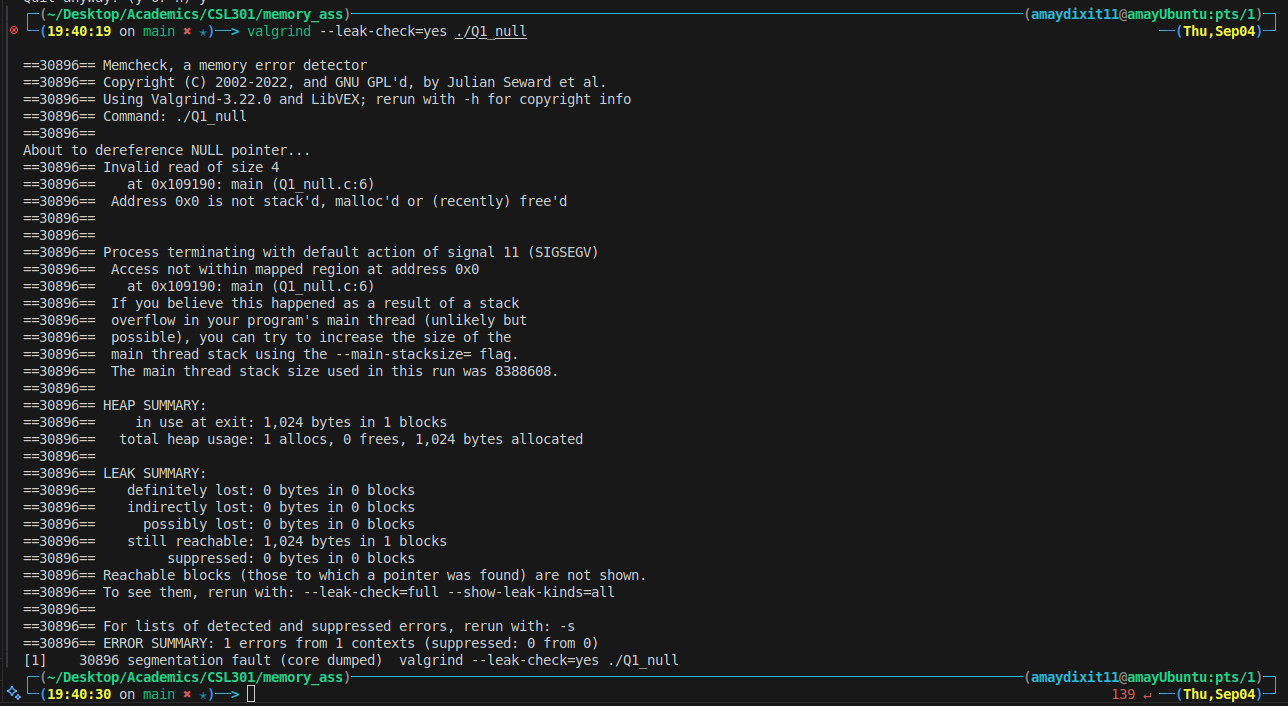 Quit anyway? (y or n) y
(~/Desktop/Academics/CSL301/memory_ass) (amaydixit11@amayUbuntu:pts/1)
(19:40:19 on main ✖ ✭)──> valgrind --leak-check=yes ./Q1_null ──(Thu,Sep04)
==30896== Memcheck, a memory error detector
==30896== Copyright (C) 2002-2022, and GNU GPL'd, by Julian Seward et al.
==30896== Using Valgrind-3.22.0 and LibVEX; rerun with -h for copyright info
==30896== Command: ./Q1_null
==30896==
About to dereference NULL pointer...
==30896== Invalid read of size 4
==30896==    at 0x109190: main (Q1_null.c:6)
==30896==  Address 0x0 is not stack'd, malloc'd or (recently) free'd
==30896==
==30896==
==30896== Process terminating with default action of signal 11 (SIGSEGV)
==30896==  Access not within mapped region at address 0x0
==30896==    at 0x109190: main (Q1_null.c:6)
==30896==  If you believe this happened as a result of a stack
==30896==  overflow in your program's main thread (unlikely but
==30896==  possible), you can try to increase the size of the
==30896==  main thread stack using the --main-stacksize= flag.
==30896==  The main thread stack size used in this run was 8388608.
==30896==
==30896== HEAP SUMMARY:
==30896==     in use at exit: 1,024 bytes in 1 blocks
==30896==   total heap usage: 1 allocs, 0 frees, 1,024 bytes allocated
==30896==
==30896== LEAK SUMMARY:
==30896==    definitely lost: 0 bytes in 0 blocks
==30896==    indirectly lost: 0 bytes in 0 blocks
==30896==      possibly lost: 0 bytes in 0 blocks
==30896==    still reachable: 1,024 bytes in 1 blocks
==30896==         suppressed: 0 bytes in 0 blocks
==30896== Reachable blocks (those to which a pointer was found) are not shown.
==30896== To see them, rerun with: --leak-check=full --show-leak-kinds=all
==30896==
==30896== For lists of detected and suppressed errors, rerun with: -s
==30896== ERROR SUMMARY: 1 errors from 1 contexts (suppressed: 0 from 0)
[1]    30896 segmentation fault (core dumped)  valgrind --leak-check=yes ./Q1_null
(~/Desktop/Academics/CSL301/memory_ass) (amaydixit11@amayUbuntu:pts/1)
(19:40:30 on main ✖ ✭)──> 139 ↵ ──(Thu,Sep04)